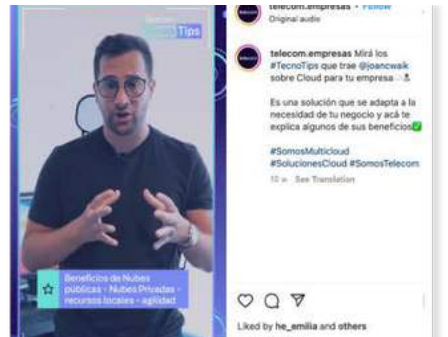 Telecom
Tecno Tips
Beneficios de Nubes
públicas - Nubes Privadas -
recursos locales - agilidad
telecom.empresas • Follow
Original audio
telecom.empresas Mirá los
#TecnoTips que trae @joancwaik
sobre Cloud para tu empresa
Es una solución que se adapta a la
necesidad de tu negocio y acá te
explica algunos de sus beneficios✅
#SomosMulticloud
#SolucionesCloud #SomosTelecom
See Translation
Liked by he_emilia and others